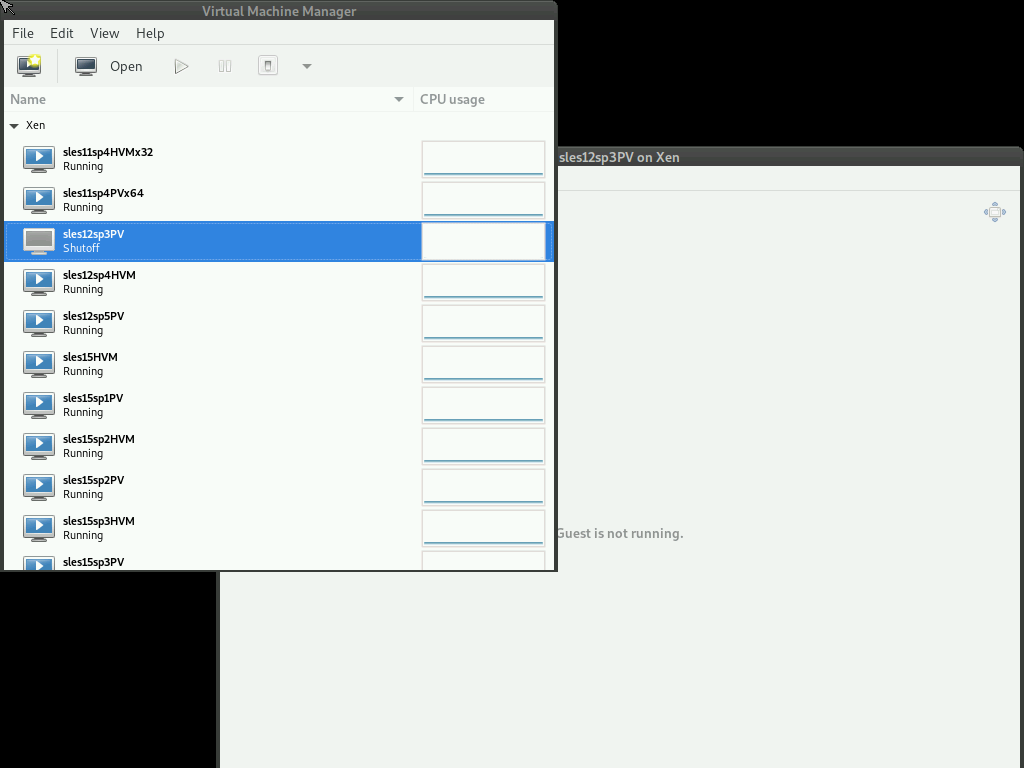 Virtual Machine Manager
File Edit View Help
Open
Name CPU usage
Xen
sles11sp4HVMx32
Running
sles11sp4PVx64
Running
sles12sp3PV
Shutoff
sles12sp4HVM
Running
sles12sp5PV
Running
sles15HVM
Running
sles15sp1PV
Running
sles15sp2HVM
Running
sles15sp2PV
Running
sles15sp3HVM
Running
sles15sp3PV
sles12sp3PV on Xen
Guest is not running.